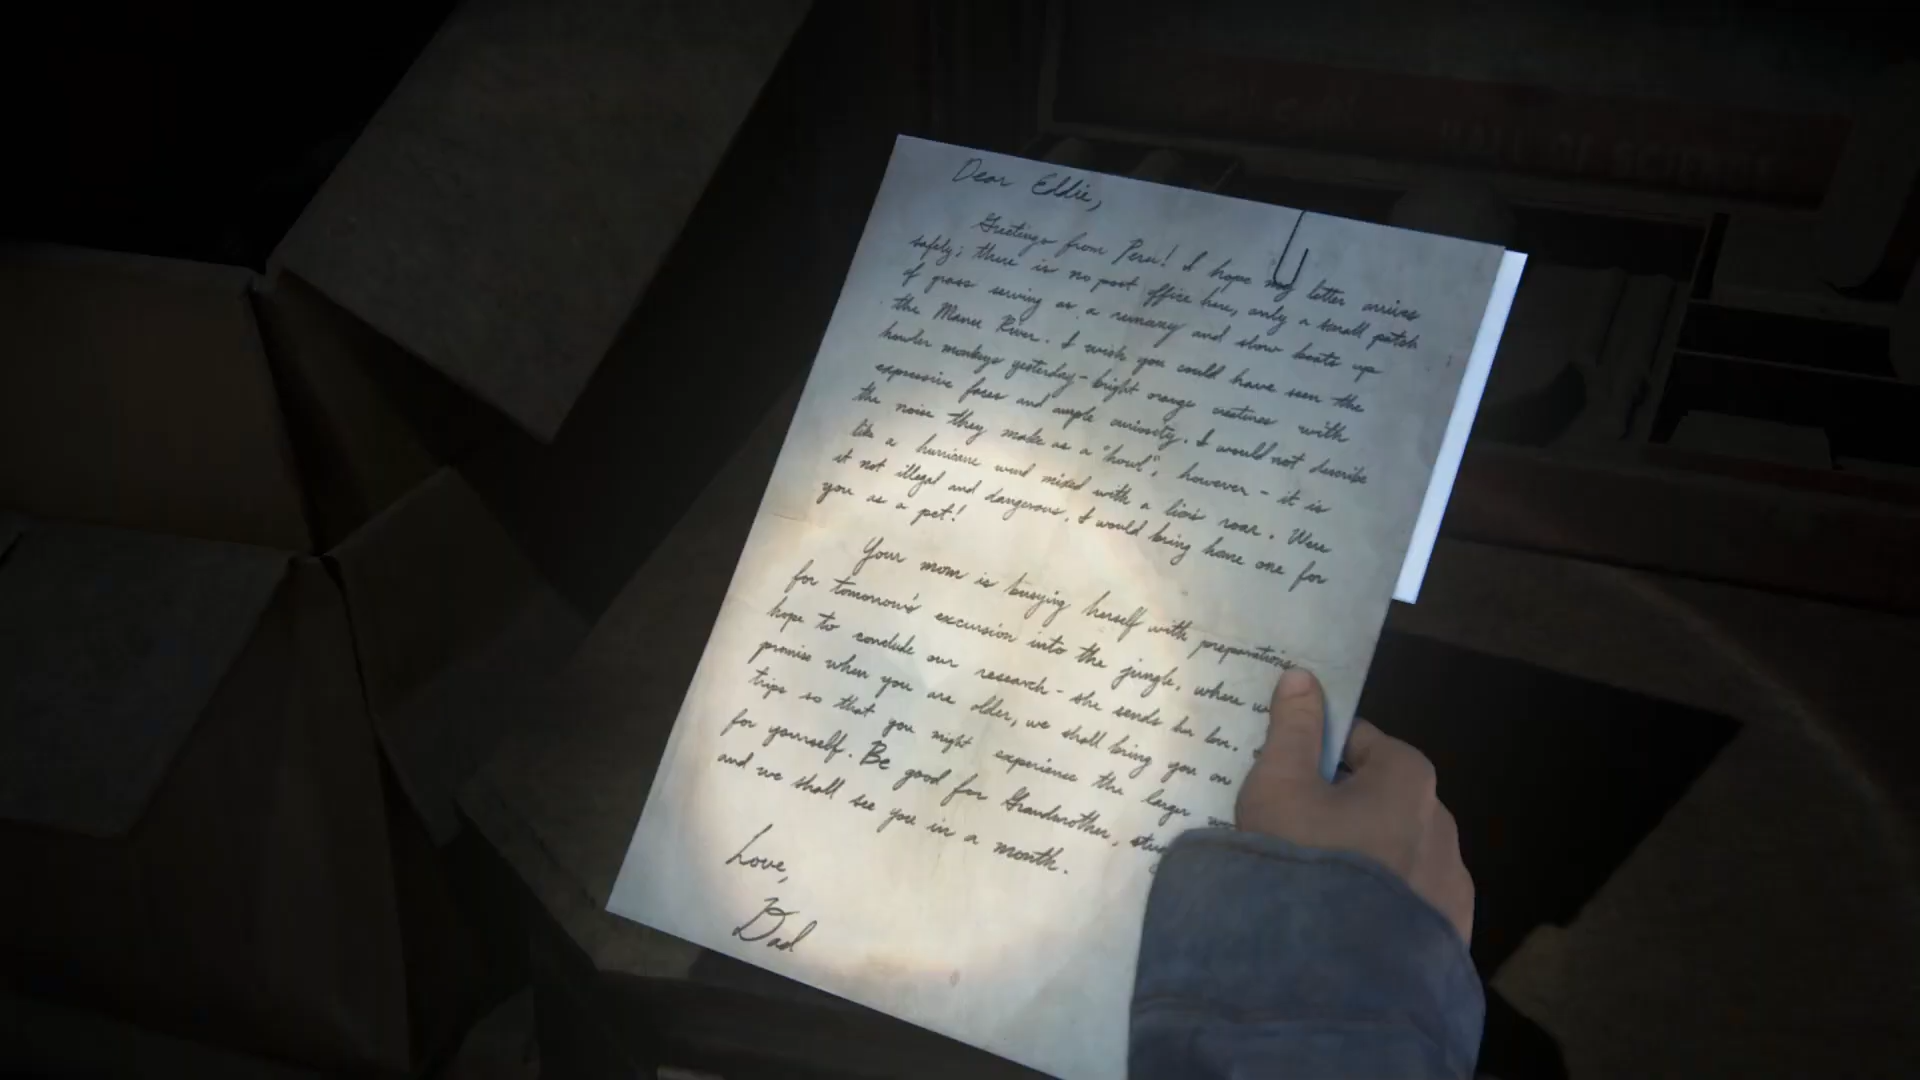 Dear Eddie,
Greetings from Peru! I hope my letter arrives
safely; there is no post office here, only a small patch
of grass serving as a runway and slow boats up
the Manu River. I wish you could have seen the
howler monkeys yesterday - bright orange creatures with
expressive faces and ample curiosity. I would not describe
the noise they make as a "howl", however - it is
like a hurricane wind mixed with a lion's roar. Were
it not illegal and dangerous, I would bring home one for
you as a pet!
Your mom is busying herself with preparations
for tomorrow's excursion into the jungle, where
hope to conclude our research - she sends her love.
promise when you are older, we shall bring you on
trips so that you might experience the larger
for yourself. Be good for Grandmother,
and we shall see you in a month.
Love,
Dad